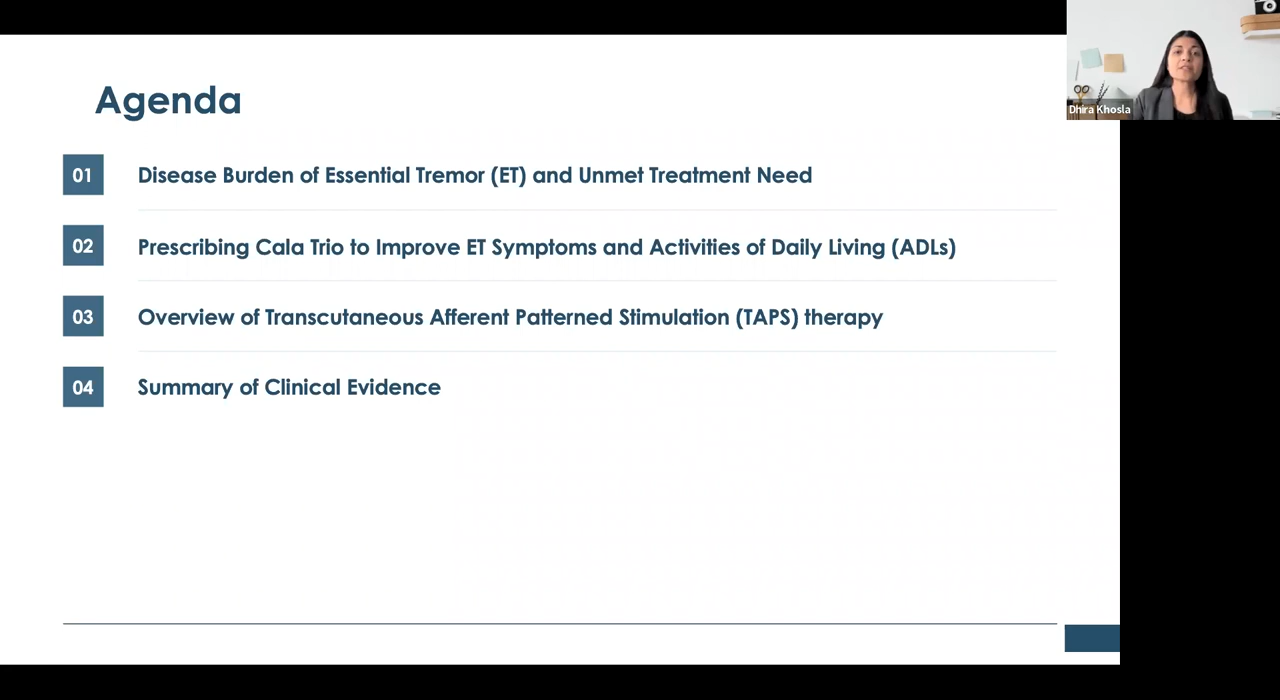 Agenda
01 Disease Burden of Essential Tremor (ET) and Unmet Treatment Need
02 Prescribing Cala Trio to Improve ET Symptoms and Activities of Daily Living (ADLs)
03 Overview of Transcutaneous Afferent Patterned Stimulation (TAPS) therapy
04 Summary of Clinical Evidence
Dhira Khosla